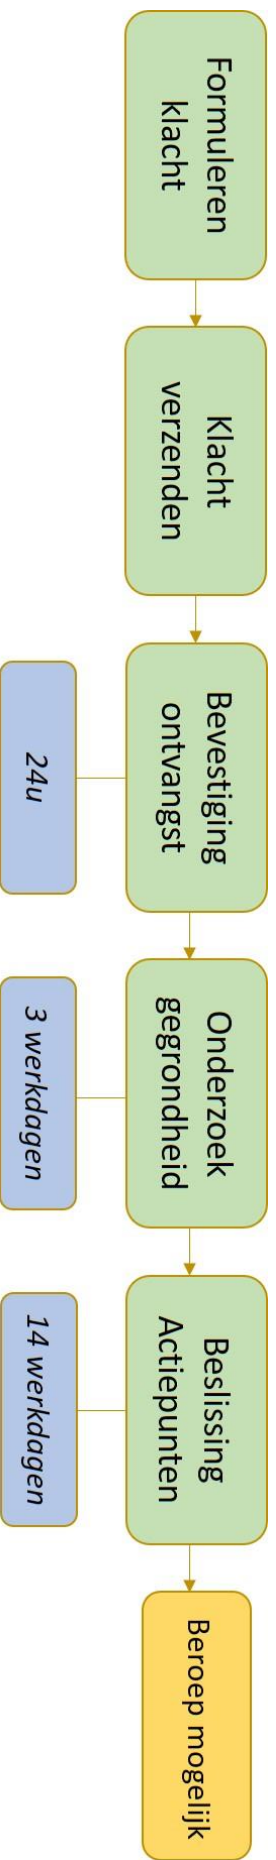 Formuleren
klacht
Klacht
verzenden
Bevestiging
ontvangst
24u
Onderzoek
gegrondheid
3 werkdagen
Beslissing
Actiepunten
14 werkdagen
Beroep mogelijk